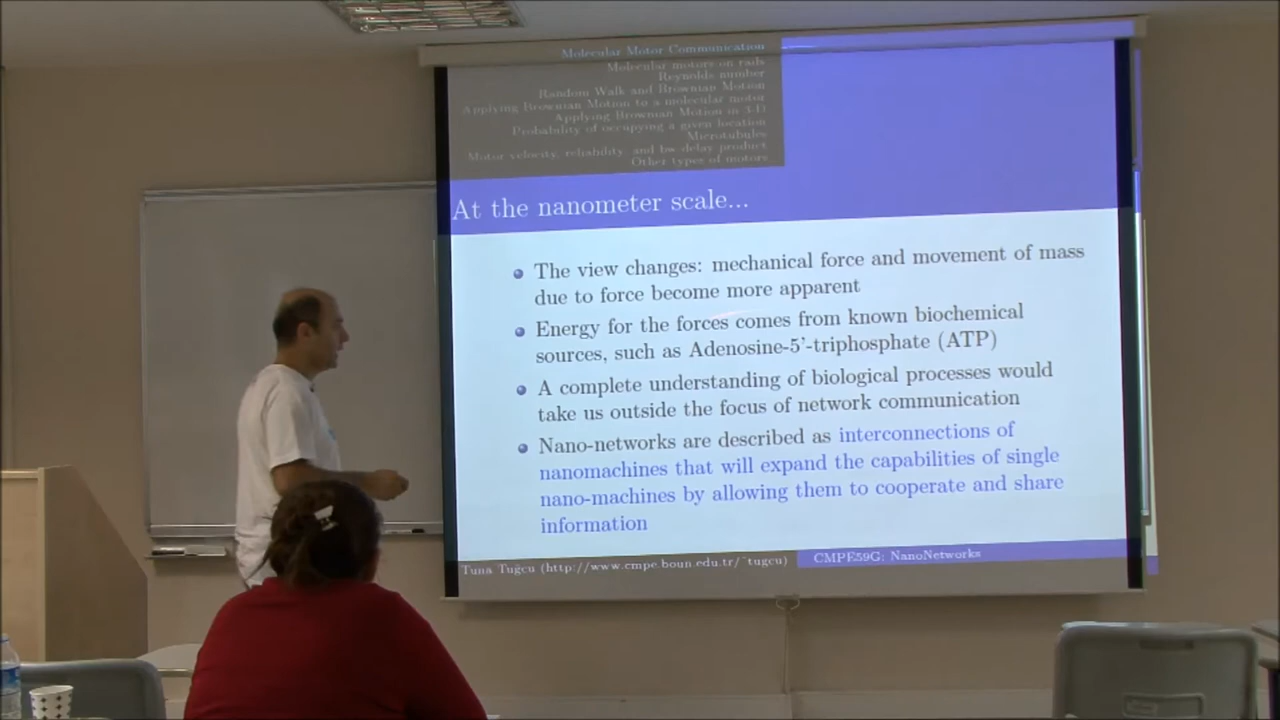 Molecular Motor Communication
Molecular motors on rails
Reynolds number
Random Walk and Brownian Motion
Applying Brownian Motion to a molecular motor
Applying Brownian Motion in 3-D
Probability of occupying a given location
Microtubules
Motor velocity, reliability, and bw-delay product
Other types of motors
At the nanometer scale...
The view changes: mechanical force and movement of mass
due to force become more apparent
Energy for the forces comes from known biochemical
sources, such as Adenosine-5'-triphosphate (ATP)
A complete understanding of biological processes would
take us outside the focus of network communication
Nano-networks are described as interconnections of
nanomachines that will expand the capabilities of single
nano-machines by allowing them to cooperate and share
information
Tuna Tuğcu (http://www.cmpe.boun.edu.tr/~tugcu) CMPE59G: NanoNetworks